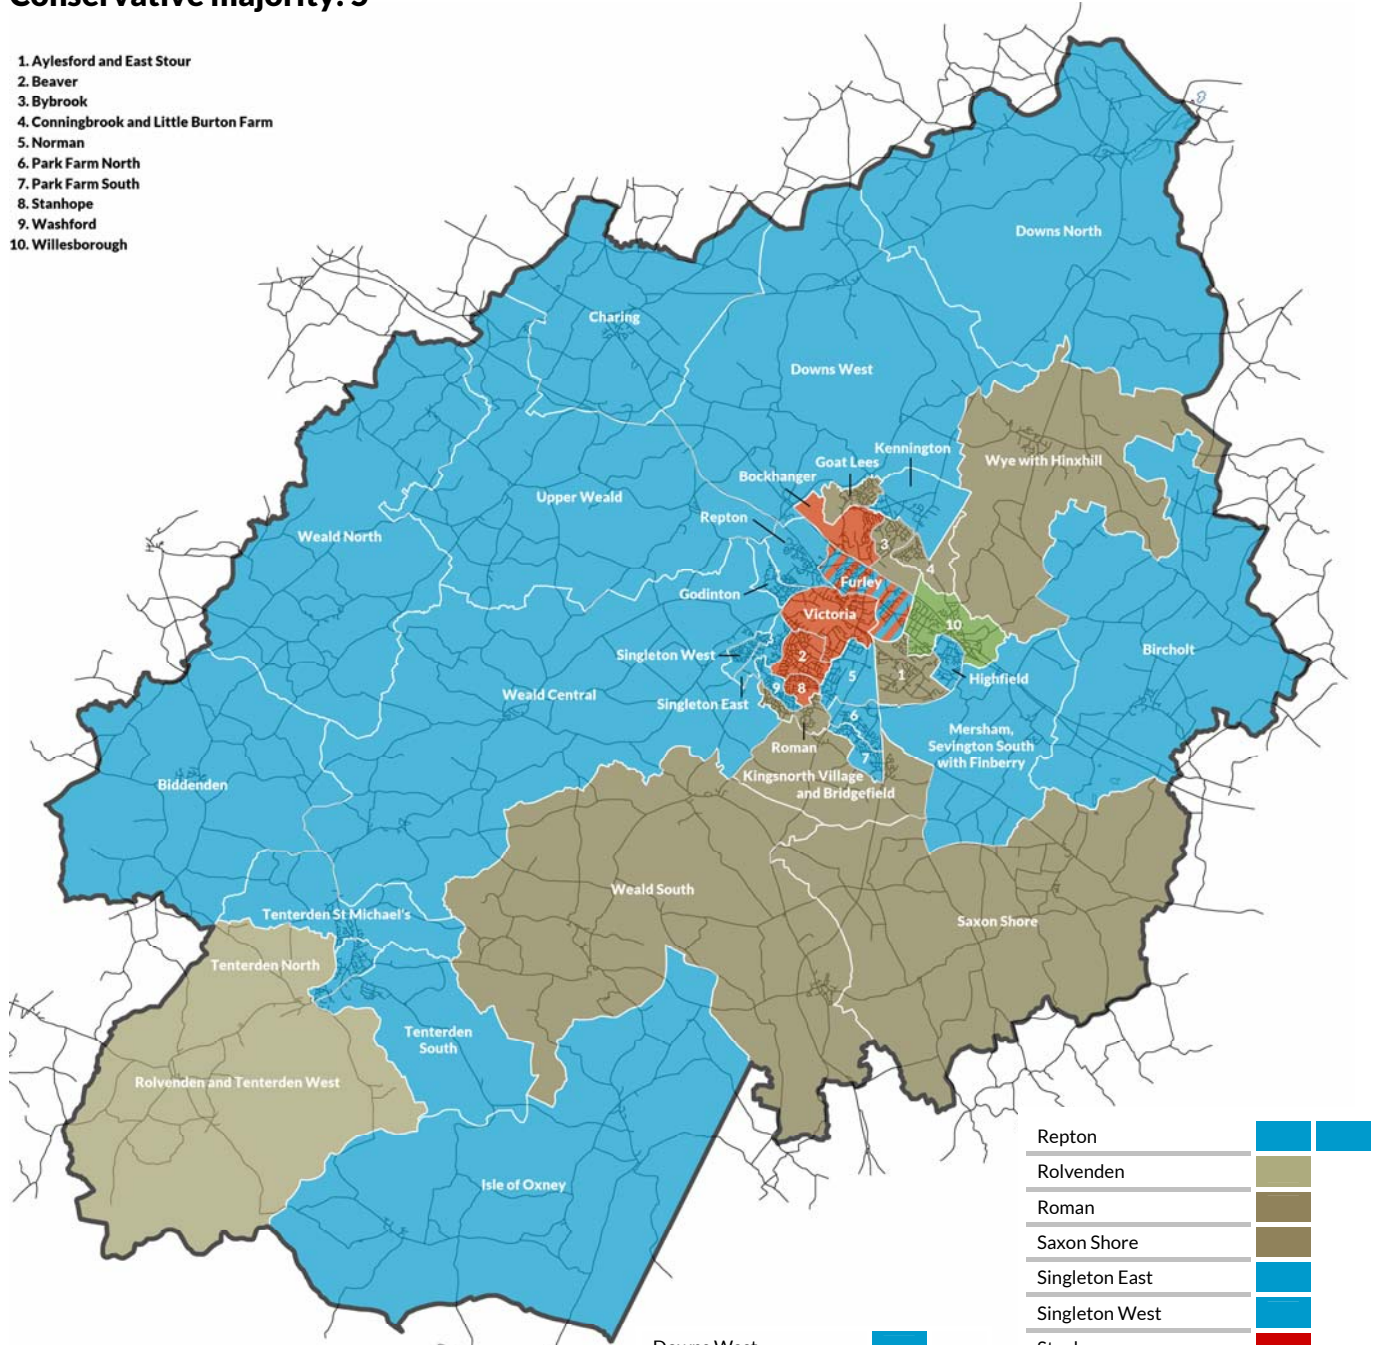 Conservative majority: 5
1. Aylesford and East Stour
2. Beaver
3. Bybrook
4. Conningbrook and Little Burton Farm
5. Norman
6. Park Farm North
7. Park Farm South
8. Stanhope
9. Washford
10. Willesborough
Downs North
Charing
Downs West
Kennington
Goat Lees
Wye with Hinxhill
Bockhanger
Upper Weald
Repton
Weald North
3
4
Furley
Godinton
Victoria
10
Bircholt
Singleton West
2
1
5
Highfield
9
8
Weald Central
Singleton East
6
Mersham,
Sevington South
with Finberry
Roman
7
Kingsnorth Village
and Bridgefield
Biddenden
Weald South
Tenterden St Michael's
Saxon Shore
Tenterden North
Tenterden
South
Rolvenden and Tenterden West
Isle of Oxney
Repton
Rolvenden
Roman
Saxon Shore
Singleton East
Singleton West
Downs West